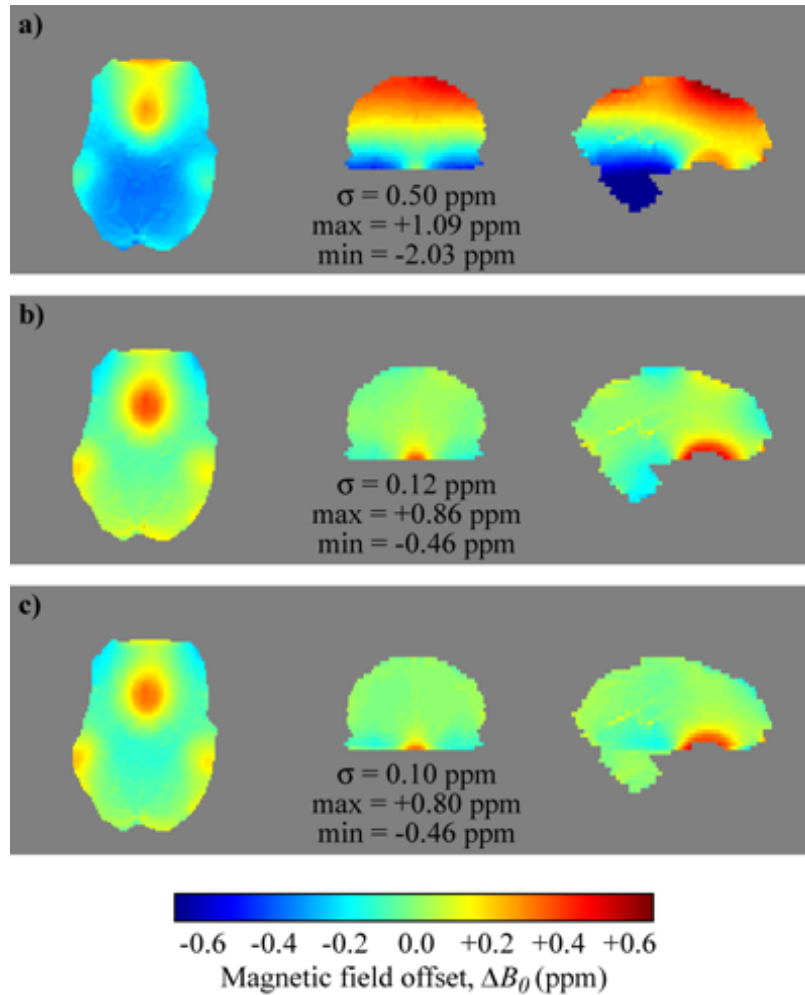 a)
σ = 0.50 ppm
max = +1.09 ppm
min = -2.03 ppm
b)
σ = 0.12 ppm
max = +0.86 ppm
min = -0.46 ppm
c)
σ = 0.10 ppm
max = +0.80 ppm
min = -0.46 ppm
-0.6 -0.4 -0.2 0.0 +0.2 +0.4 +0.6
Magnetic field offset, ΔB₀ (ppm)